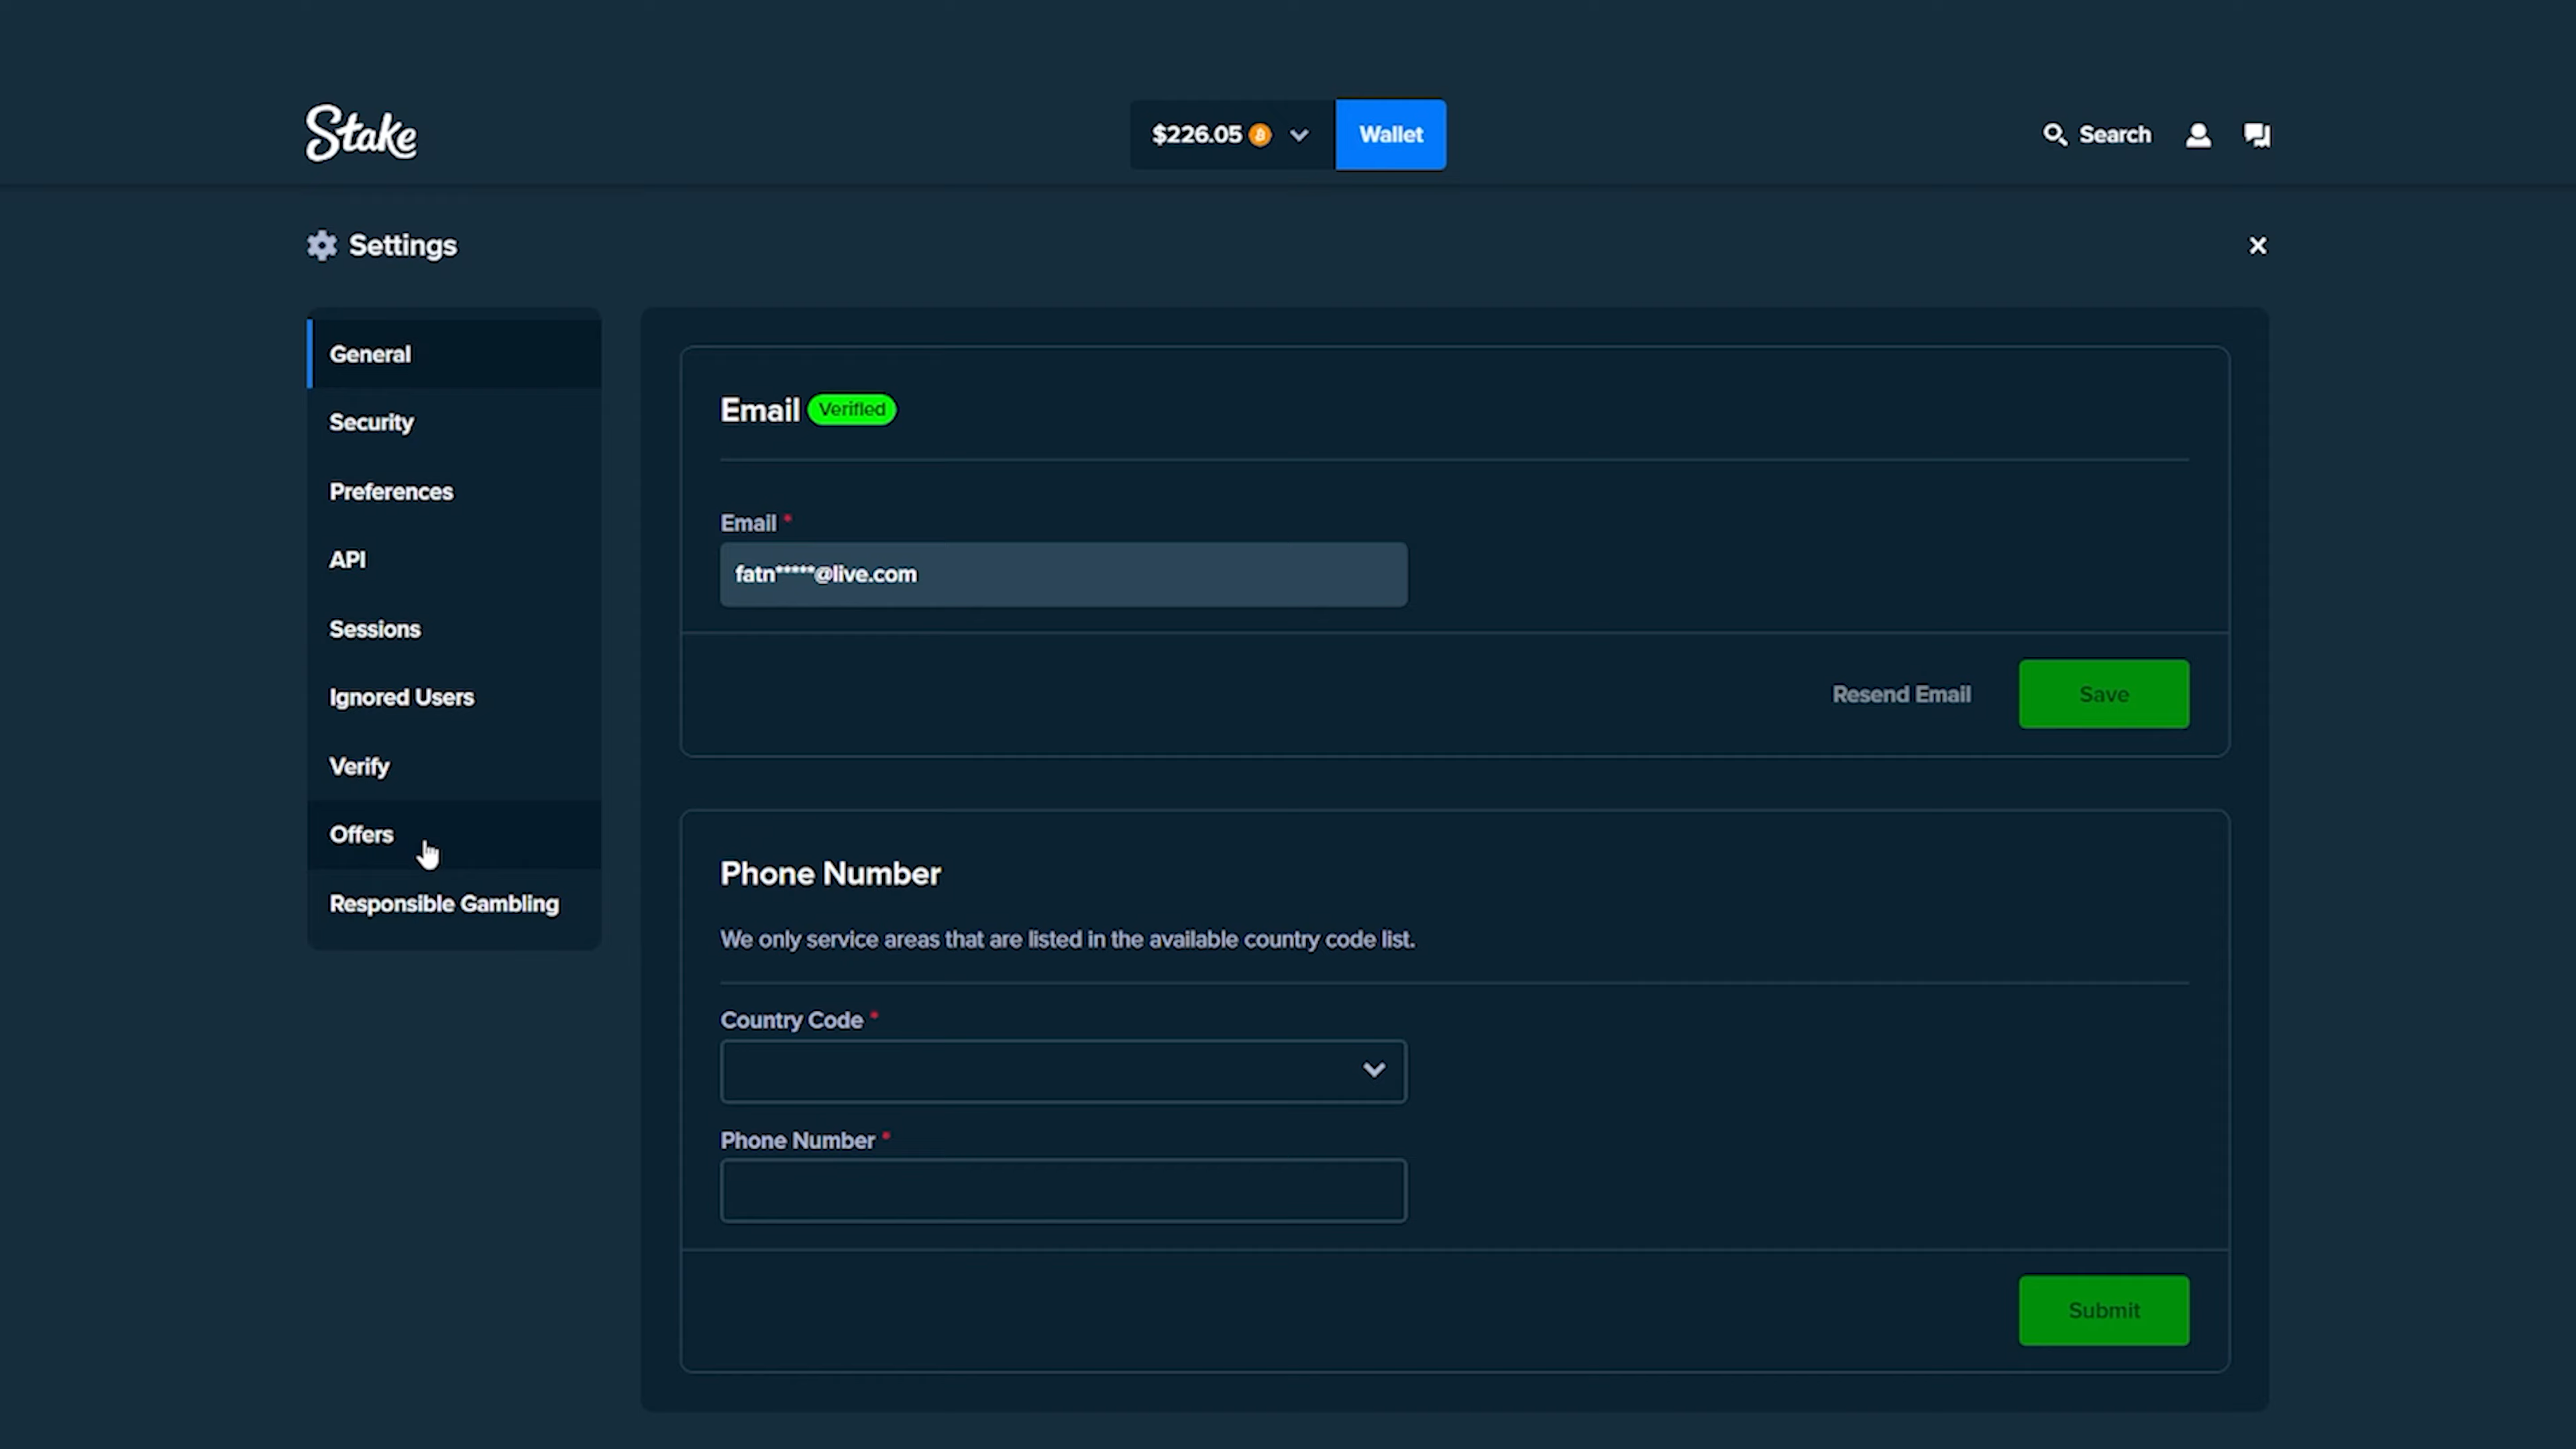 Stake
$226.05
Wallet
Search
Settings
General
Security
Preferences
API
Sessions
Ignored Users
Verify
Offers
Responsible Gambling
Email Verified
Email *
fatn*****@live.com
Resend Email
Save
Phone Number
We only service areas that are listed in the available country code list.
Country Code *
Phone Number *
Submit